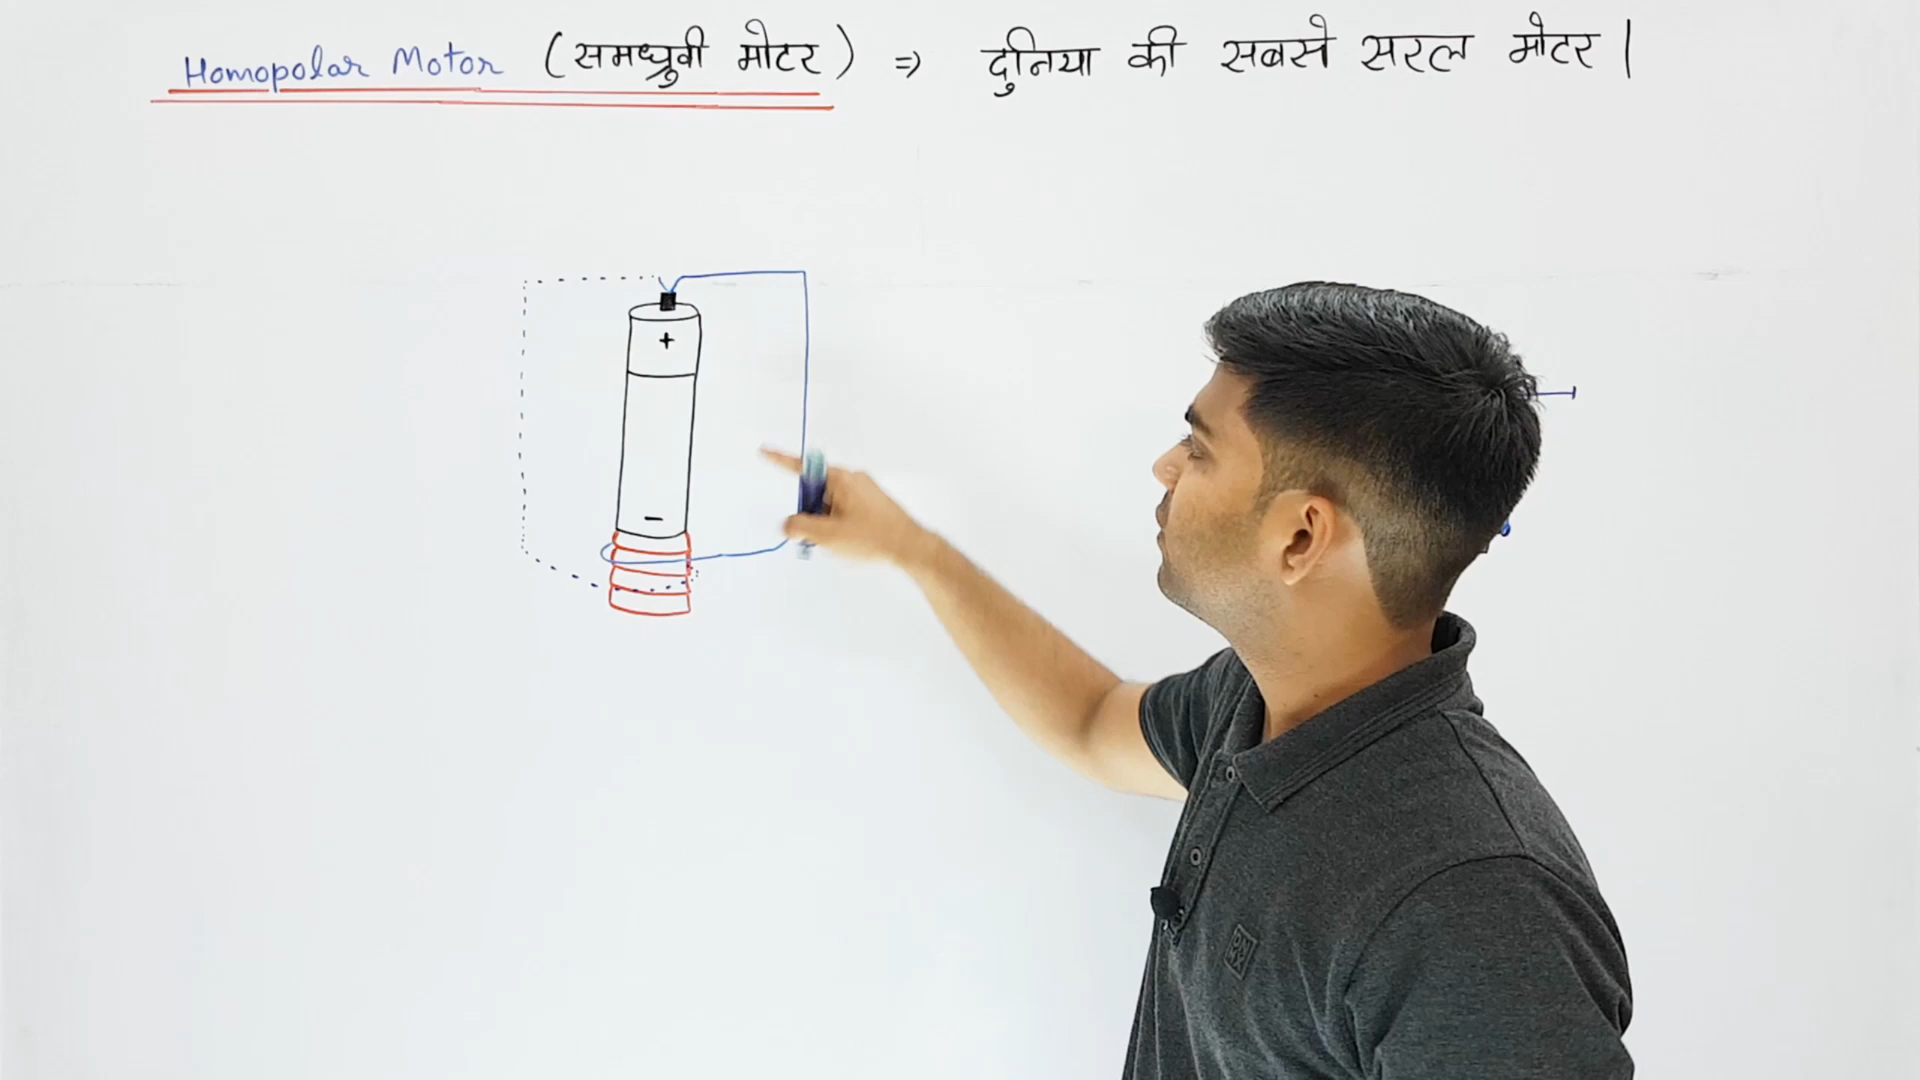 Homopolar Motor (समध्रुवी मोटर) ⇒ दुनिया की सबसे सरल मोटर।
+
-